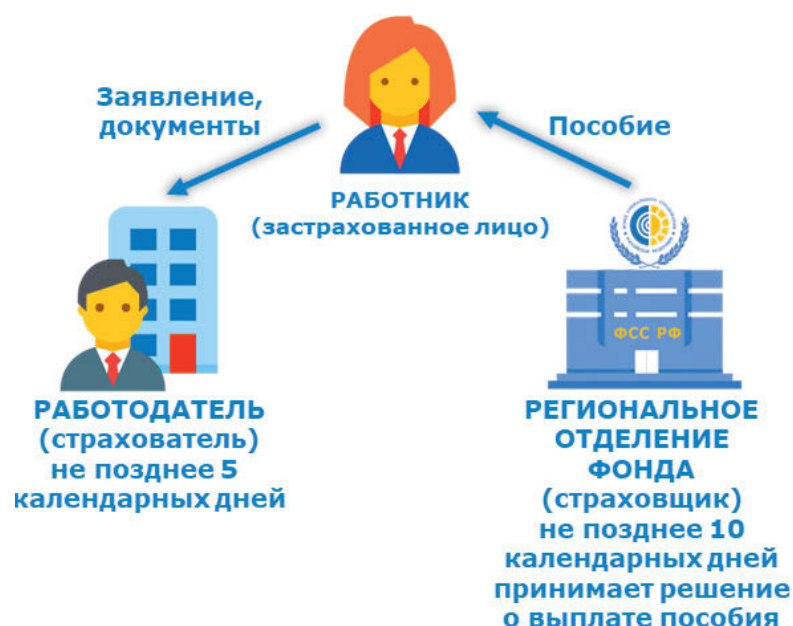 Заявление,
документы
Пособие
РАБОТНИК
(застрахованное лицо)
ФСС РФ
РАБОТОДАТЕЛЬ
(страхователь)
не позднее 5
календарных дней
РЕГИОНАЛЬНОЕ
ОТДЕЛЕНИЕ
ФОНДА
(страховщик)
не позднее 10
календарных дней
принимает решение
о выплате пособия